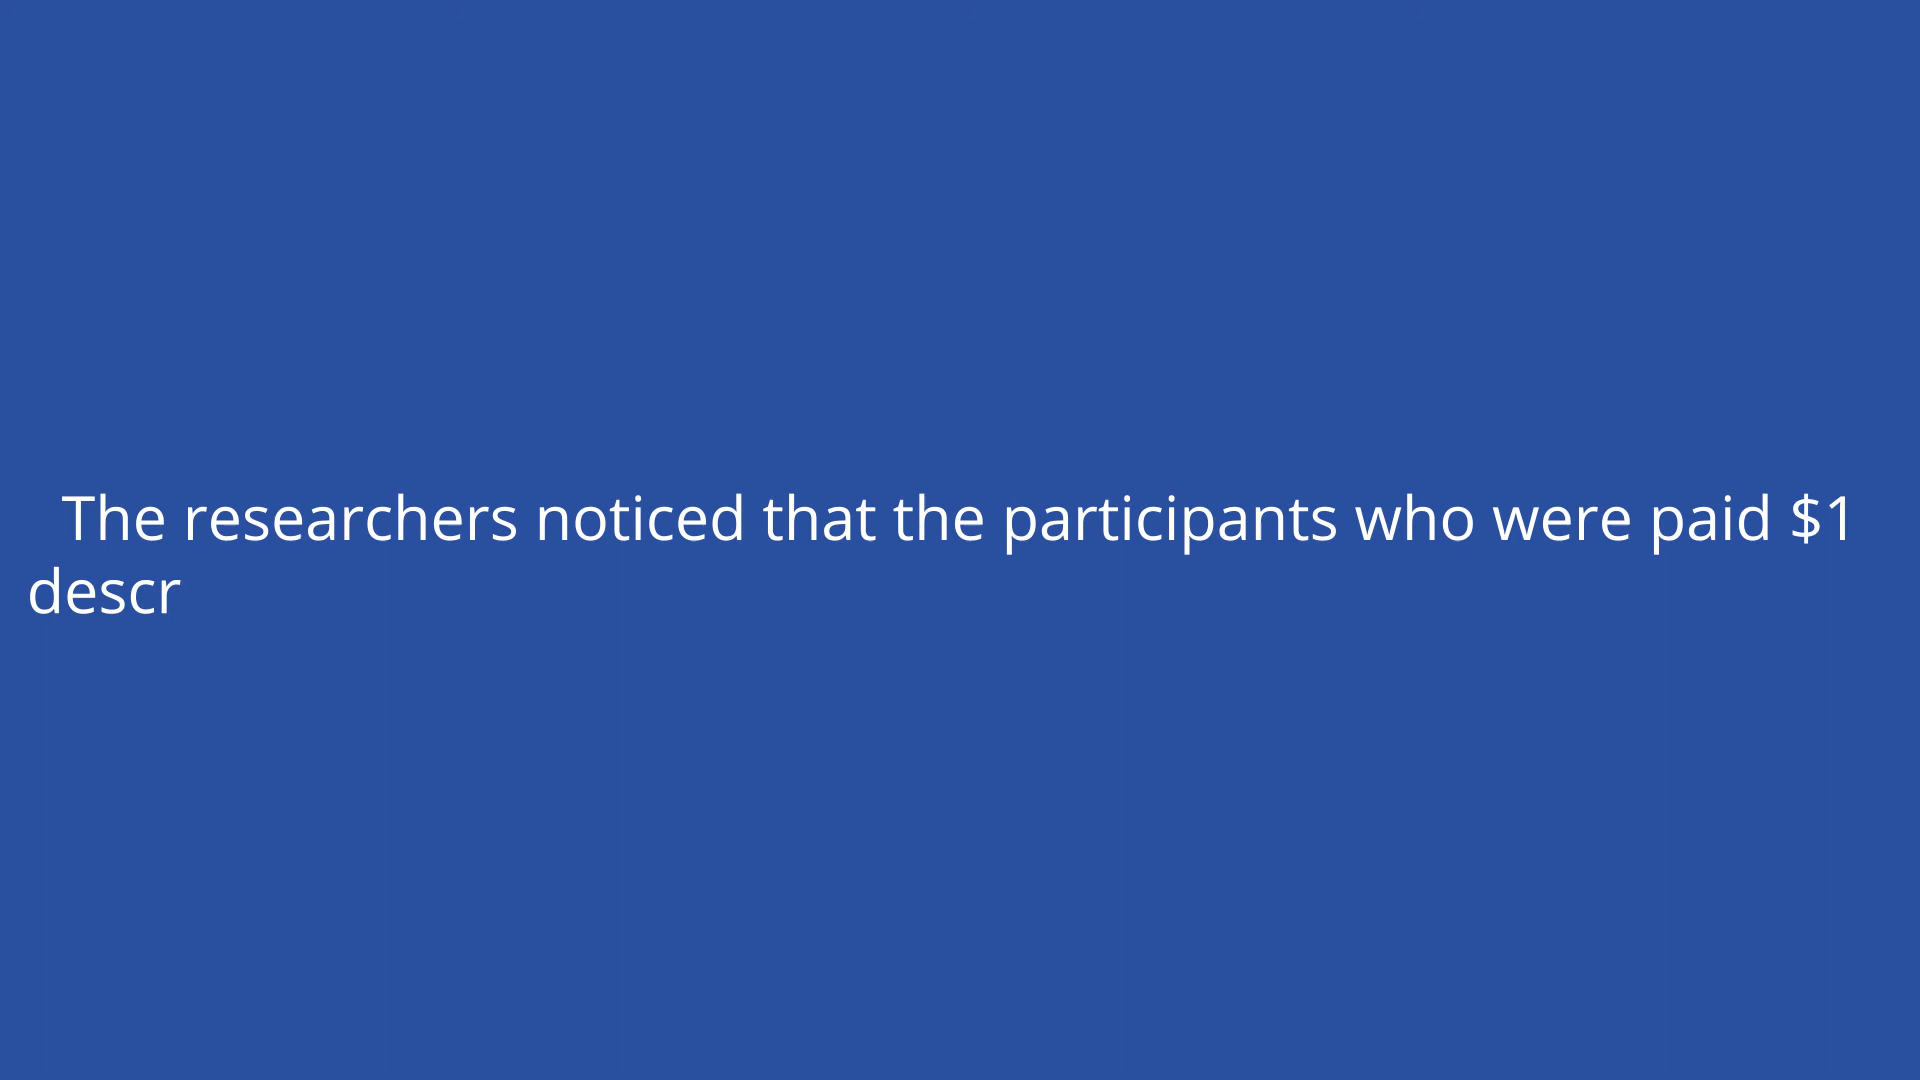 The researchers noticed that the participants who were paid $1
descr